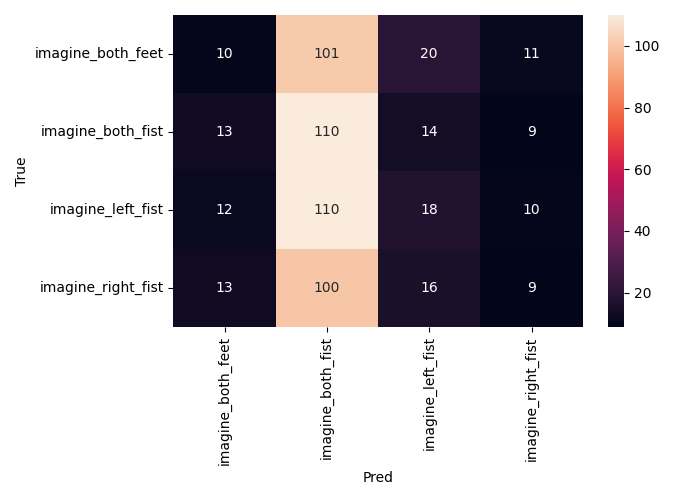 imagine_both_feet 10 101 20 11
imagine_both_fist 13 110 14 9
imagine_left_fist 12 110 18 10
imagine_right_fist 13 100 16 9
True
imagine_both_feet
imagine_both_fist
imagine_left_fist
imagine_right_fist
Pred
100
80
60
40
20